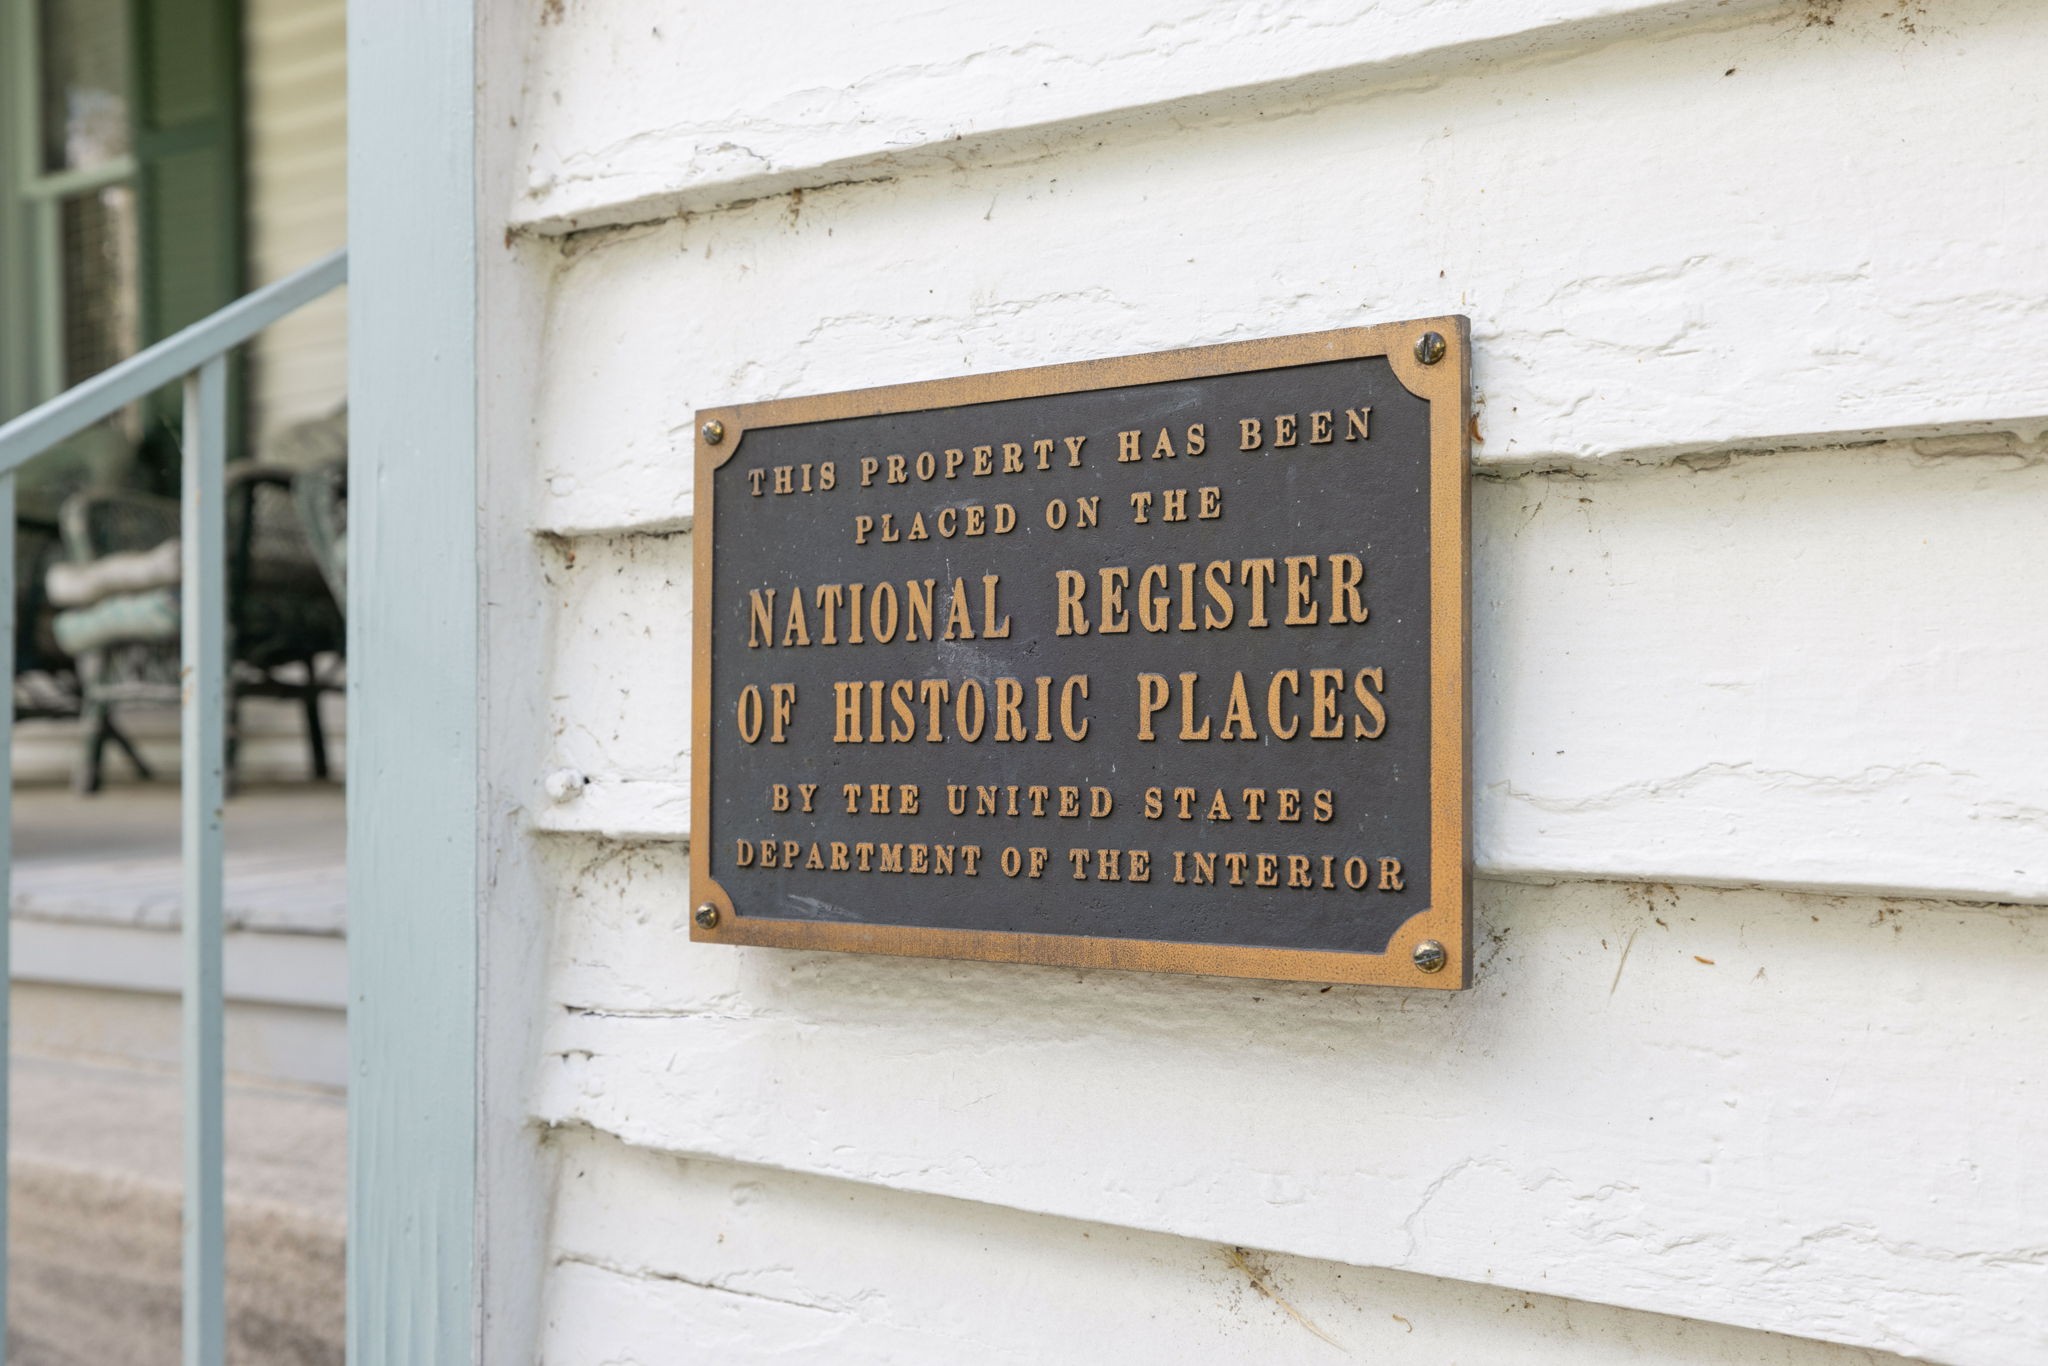 THIS PROPERTY HAS BEEN
PLACED ON THE
NATIONAL REGISTER
OF HISTORIC PLACES
BY THE UNITED STATES
DEPARTMENT OF THE INTERIOR